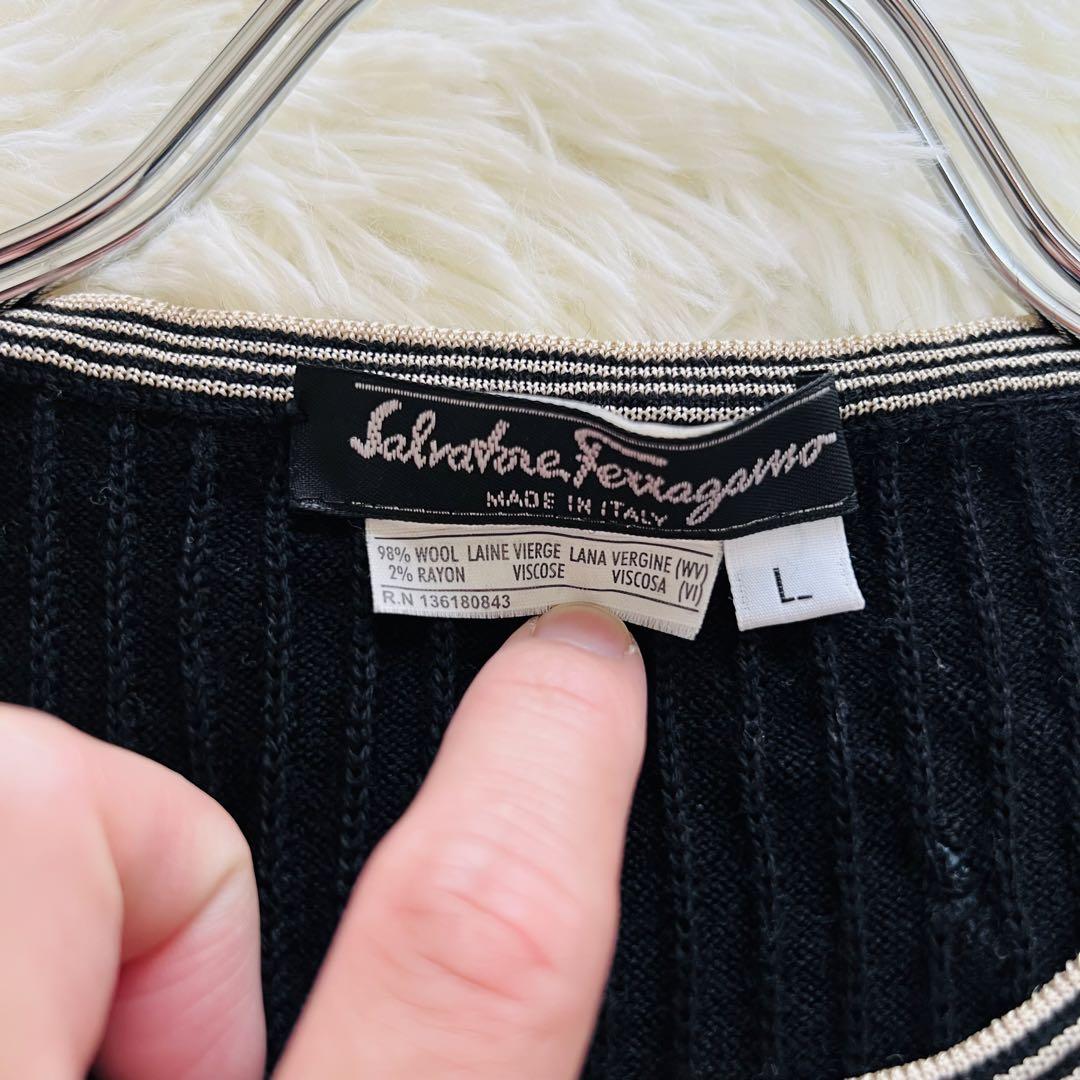 Salvatore Ferragamo
MADE IN ITALY
98% WOOL LAINE VIERGE LANA VERGINE (WV)
2% RAYON VISCOSE VISCOSA (VI)
R.N 136180843
L